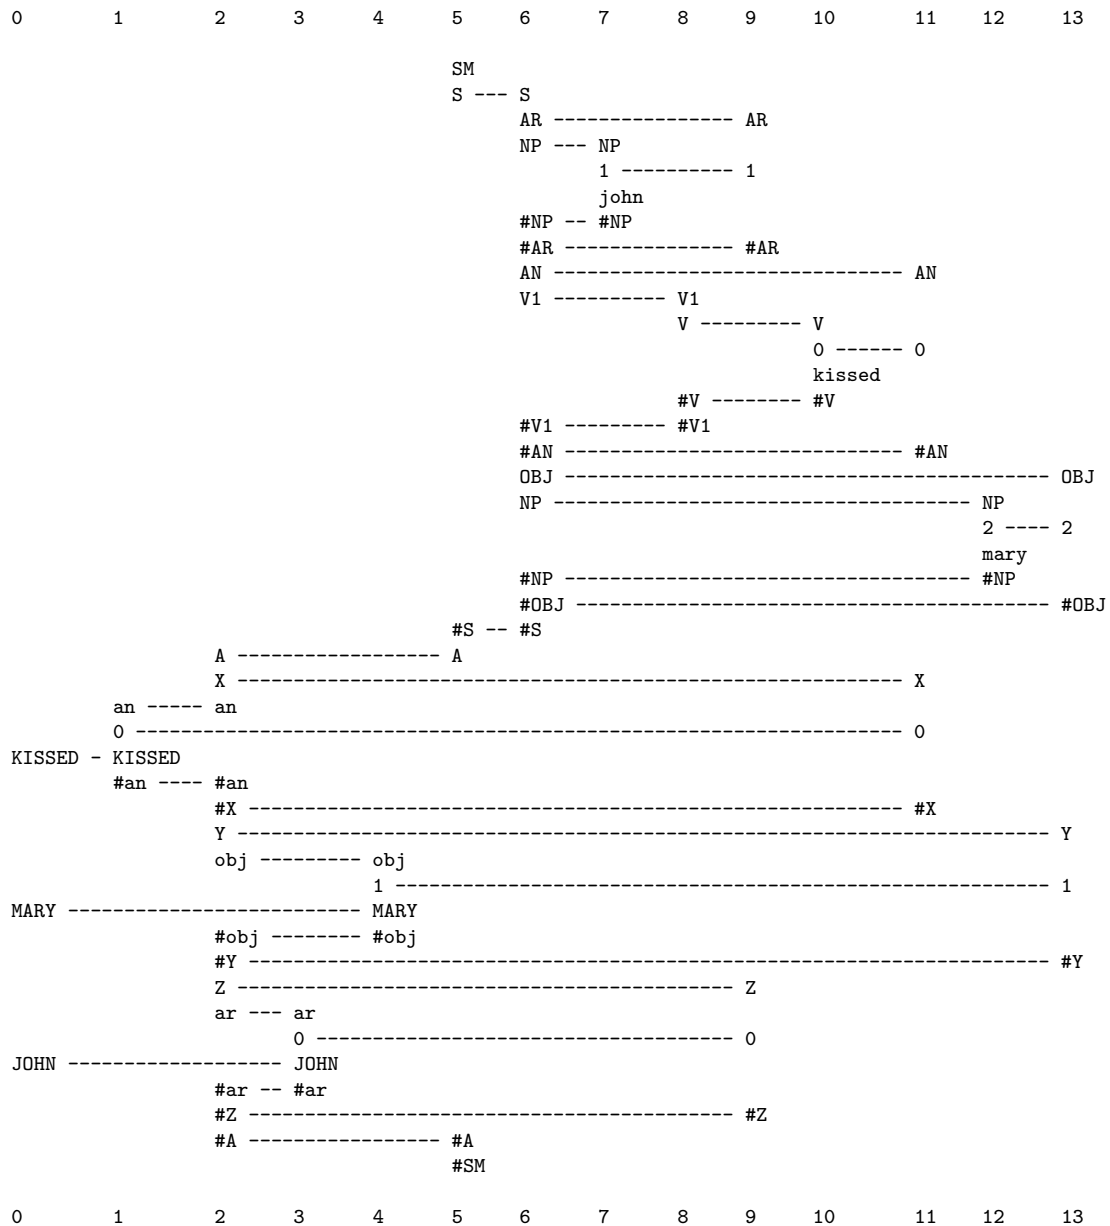 0 1 2 3 4 5 6 7 8 9 10 11 12 13
SM
S --- S
AR ---------------- AR
NP --- NP
1 ---------- 1
john
#NP -- #NP
#AR --------------- #AR
AN ------------------------------- AN
V1 ---------- V1
V --------- V
0 ------ 0
kissed
#V -------- #V
#V1 --------- #V1
#AN ------------------------------ #AN
OBJ ------------------------------------------ OBJ
NP ------------------------------------- NP
2 ---- 2
mary
#NP ------------------------------------ #NP
#OBJ ------------------------------------------ #OBJ
#S -- #S
A ------------------ A
X ----------------------------------------------------------- X
an ----- an
0 -------------------------------------------------------------------- 0
KISSED - KISSED
#an ---- #an
#X ---------------------------------------------------------- #X
Y ------------------------------------------------------------------------ Y
obj --------- obj
1 ---------------------------------------------------------- 1
MARY -------------------------- MARY
#obj -------- #obj
#Y ----------------------------------------------------------------------- #Y
Z -------------------------------------------- Z
ar --- ar
0 ------------------------------------- 0
JOHN ------------------- JOHN
#ar -- #ar
#Z ------------------------------------------- #Z
#A ----------------- #A
#SM
0 1 2 3 4 5 6 7 8 9 10 11 12 13